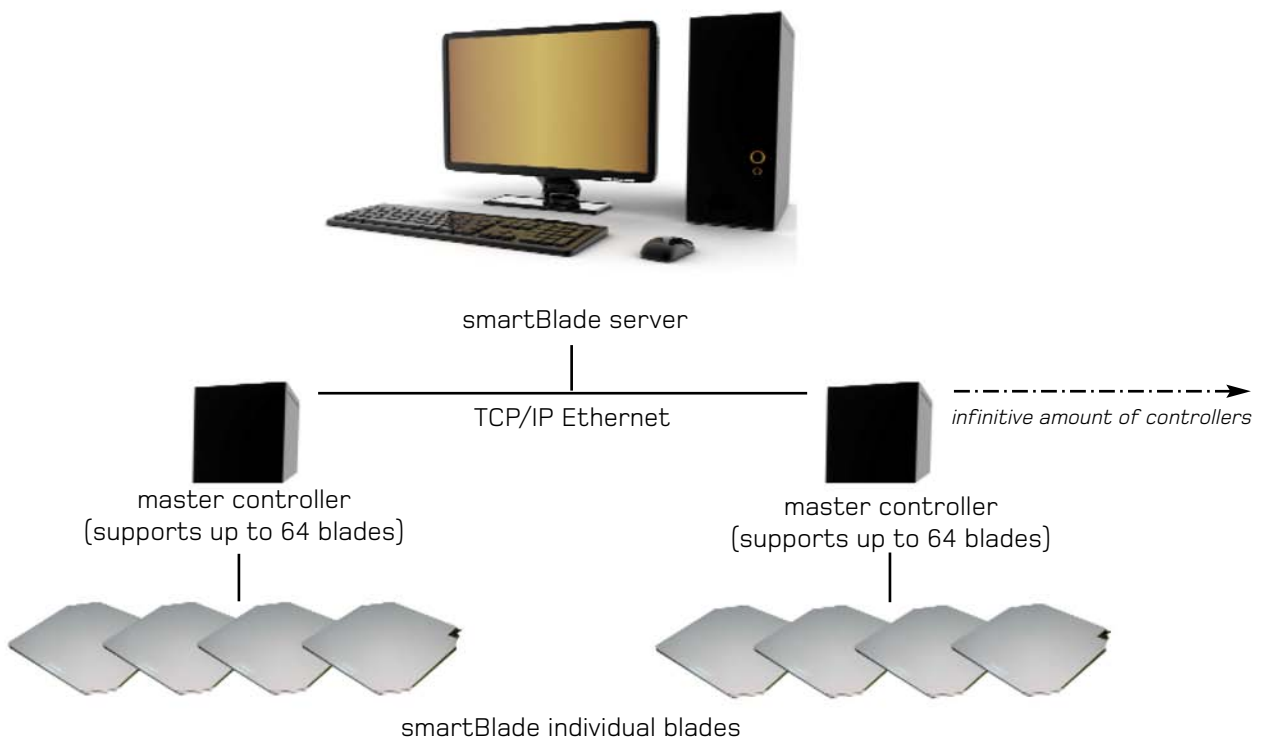 smartBlade server
TCP/IP Ethernet
infinitive amount of controllers
master controller
(supports up to 64 blades)
master controller
(supports up to 64 blades)
smartBlade individual blades